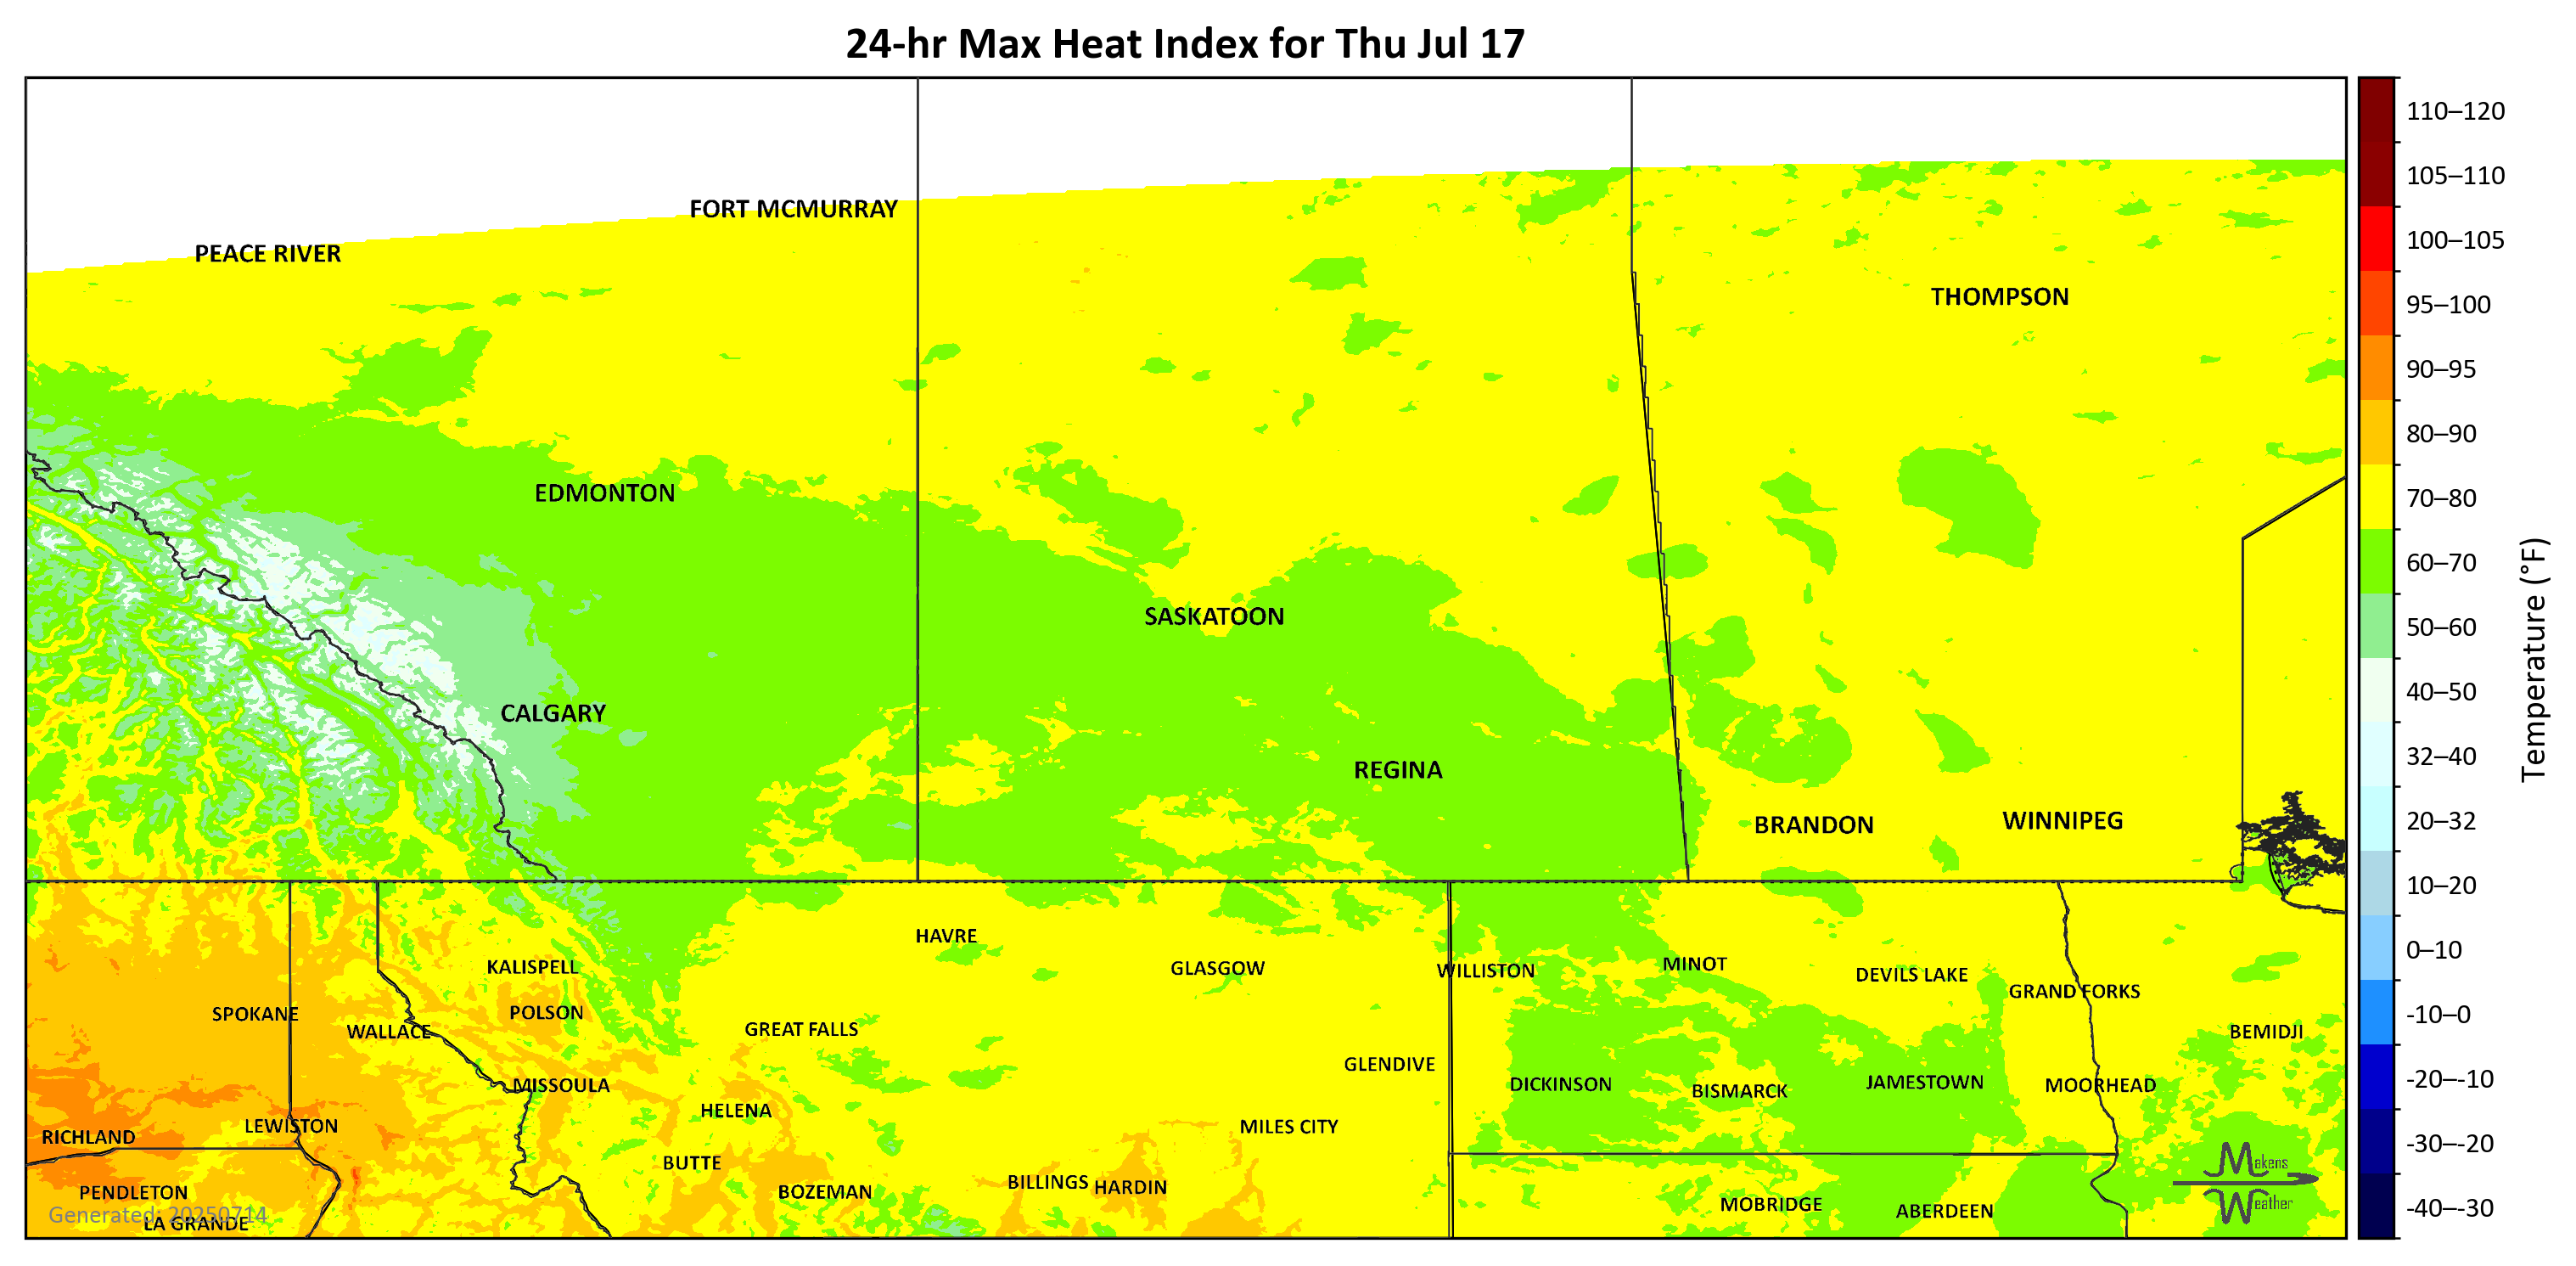 24-hr Max Heat Index for Thu Jul 17
FORT MCMURRAY
PEACE RIVER
THOMPSON
EDMONTON
SASKATOON
CALGARY
REGINA
BRANDON
WINNIPEG
HAVRE
KALISPELL
GLASGOW
WILLISTON
MINOT
DEVILS LAKE
GRAND FORKS
SPOKANE
POLSON
WALLACE
GREAT FALLS
BEMIDJI
GLENDIVE
MISSOULA
DICKINSON
BISMARCK
JAMESTOWN
MOORHEAD
HELENA
LEWISTON
MILES CITY
RICHLAND
BUTTE
BILLINGS
HARDIN
PENDLETON
BOZEMAN
MOBRIDGE
ABERDEEN
Generated: 20250714
LA GRANDE
Makens
Weather
110–120
105–110
100–105
95–100
90–95
80–90
70–80
60–70
50–60
40–50
32–40
20–32
10–20
0–10
-10–0
-20–-10
-30–-20
-40–-30
Temperature (°F)